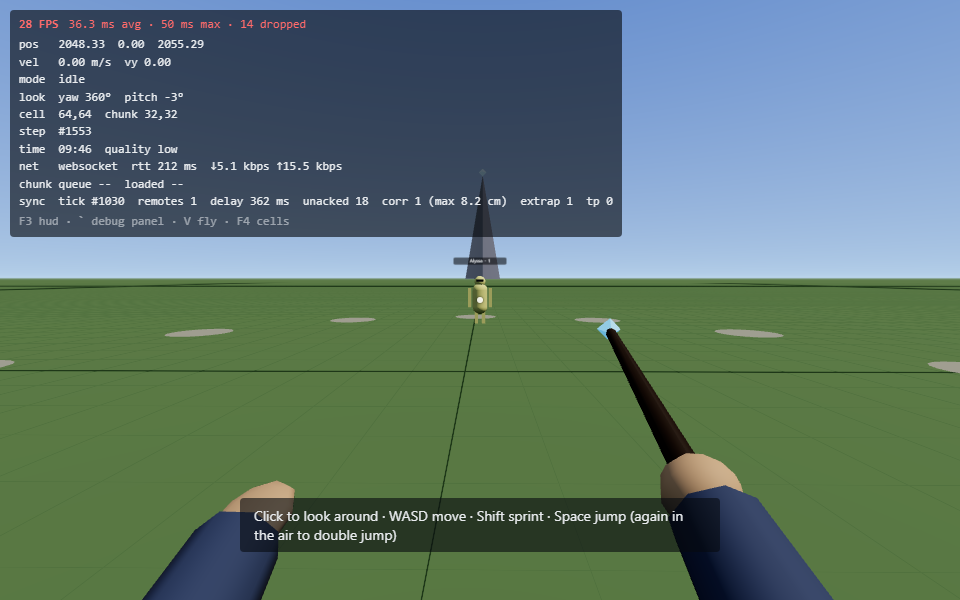 28 FPS 36.3 ms avg · 50 ms max · 14 dropped
pos 2048.33 0.00 2055.29
vel 0.00 m/s vy 0.00
mode idle
look yaw 360° pitch -3°
cell 64,64 chunk 32,32
step #1553
time 09:46 quality low
net websocket rtt 212 ms ↓5.1 kbps ↑15.5 kbps
chunk queue -- loaded --
sync tick #1030 remotes 1 delay 362 ms unacked 18 corr 1 (max 8.2 cm) extrap 1 tp 0
F3 hud · ` debug panel · V fly · F4 cells
Click to look around · WASD move · Shift sprint · Space jump (again in
the air to double jump)